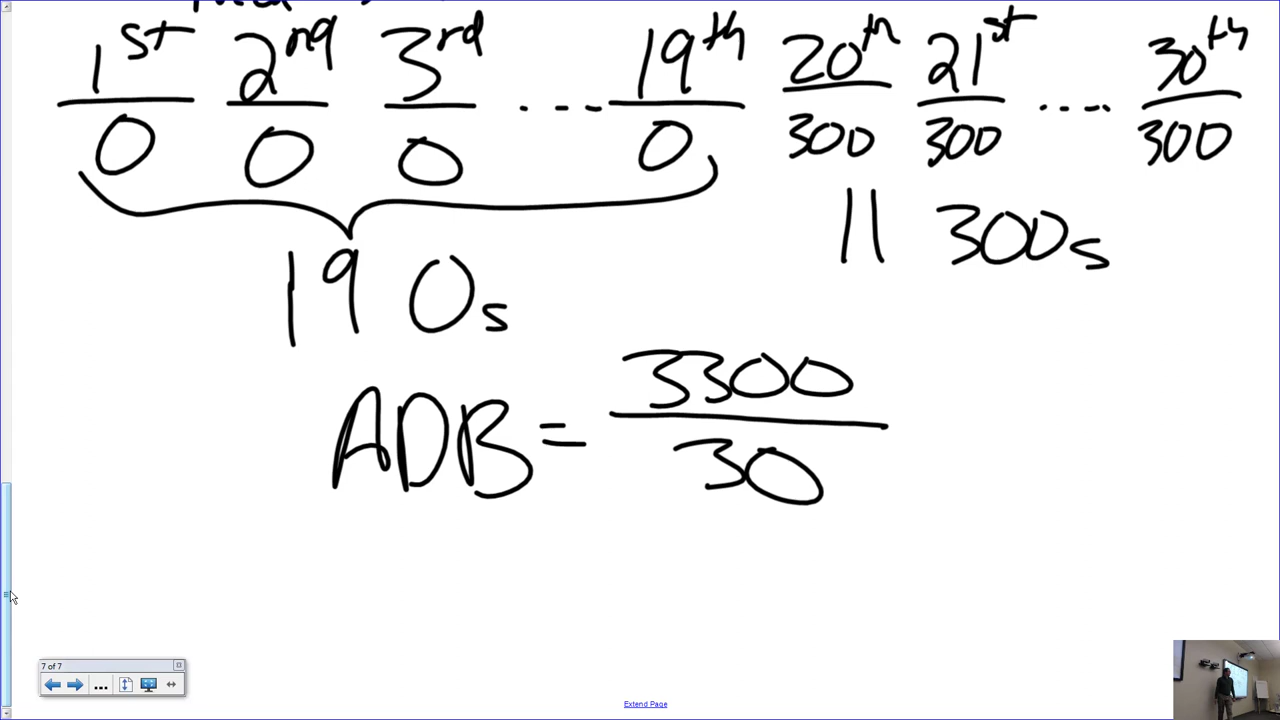 1st 2nd 3rd .... 19th 20th 21st .... 30th
0 0 0 0 300 300 300
11 300s
19 0s
ADB = 3300
30
7 of 7
...
Extend Page